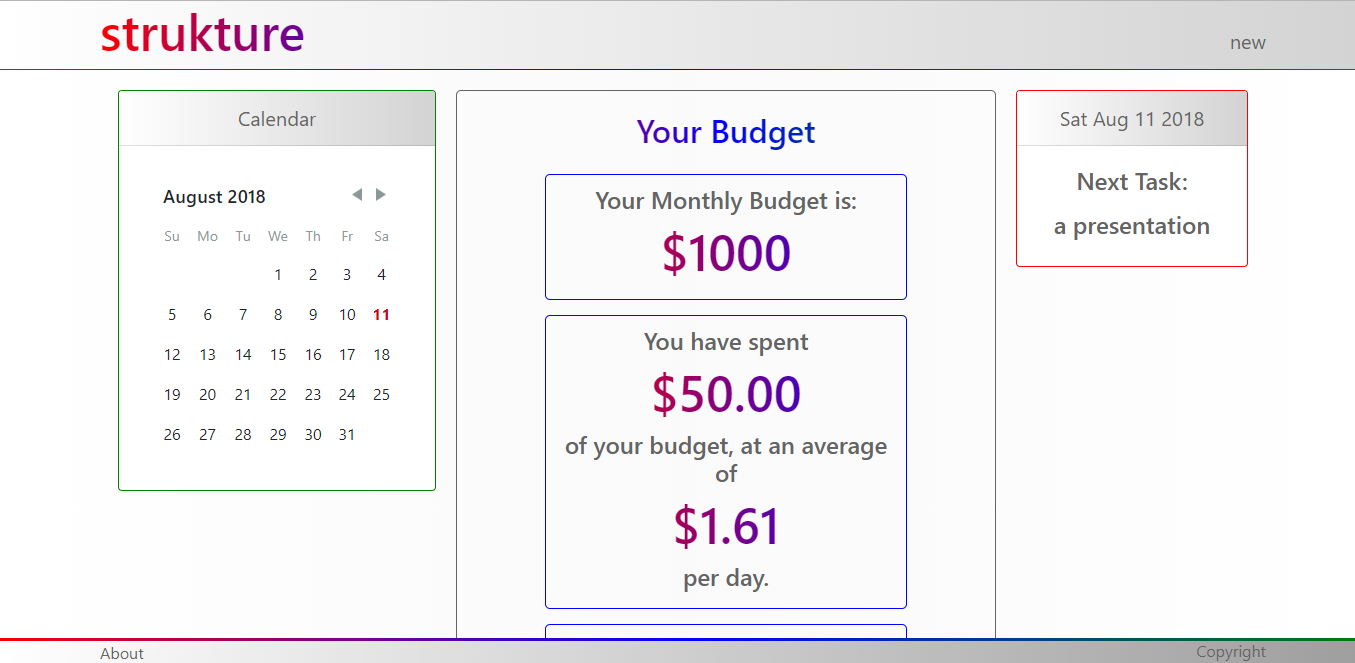 strukture
new
Calendar
August 2018
Su Mo Tu We Th Fr Sa
1 2 3 4
5 6 7 8 9 10 11
12 13 14 15 16 17 18
19 20 21 22 23 24 25
26 27 28 29 30 31
Your Budget
Your Monthly Budget is:
$1000
You have spent
$50.00
of your budget, at an average
of
$1.61
per day.
Sat Aug 11 2018
Next Task:
a presentation
About
Copyright